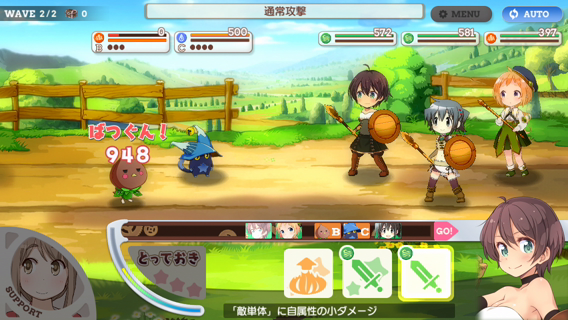 WAVE 2/2 0
通常攻撃
MENU
AUTO
B 0
C 500
572
581
397
ばつぐん!
948
B C GO!
とっておき
SUPPORT
「敵単体」に自属性の小ダメージ